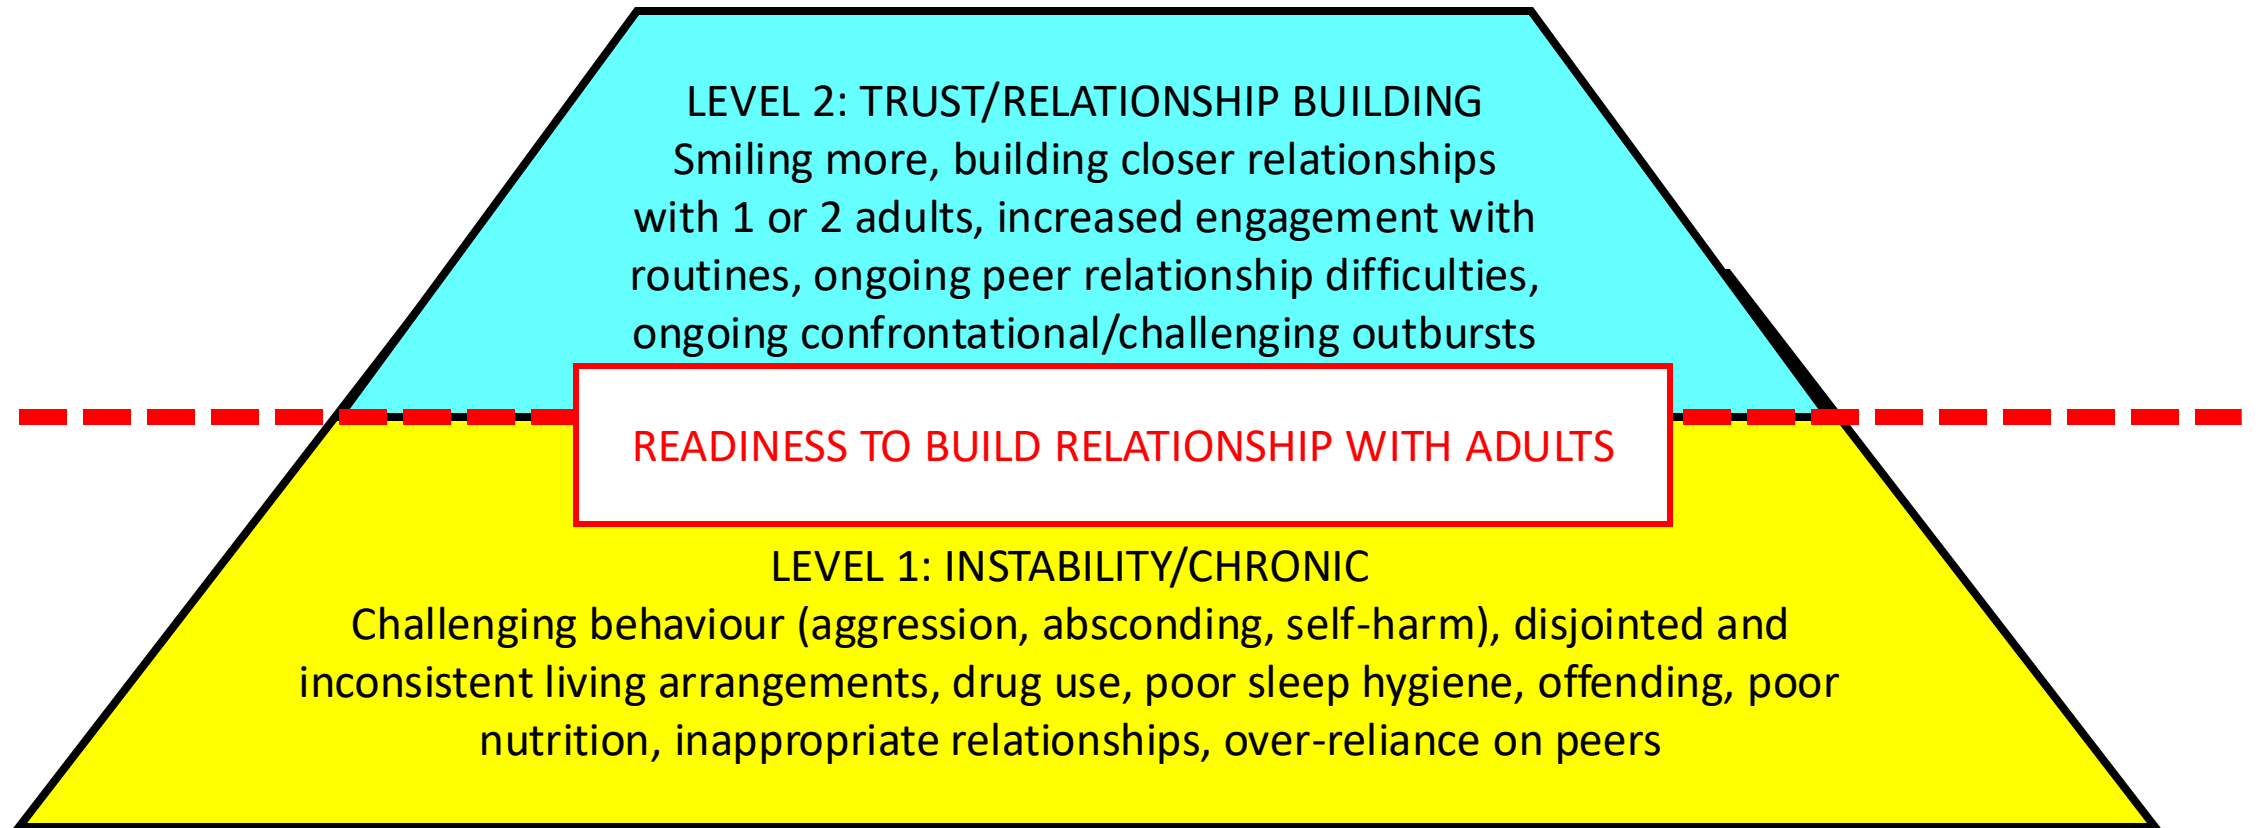 LEVEL 2: TRUST/RELATIONSHIP BUILDING
Smiling more, building closer relationships
with 1 or 2 adults, increased engagement with
routines, ongoing peer relationship difficulties,
ongoing confrontational/challenging outbursts
READINESS TO BUILD RELATIONSHIP WITH ADULTS
LEVEL 1: INSTABILITY/CHRONIC
Challenging behaviour (aggression, absconding, self-harm), disjointed and
inconsistent living arrangements, drug use, poor sleep hygiene, offending, poor
nutrition, inappropriate relationships, over-reliance on peers